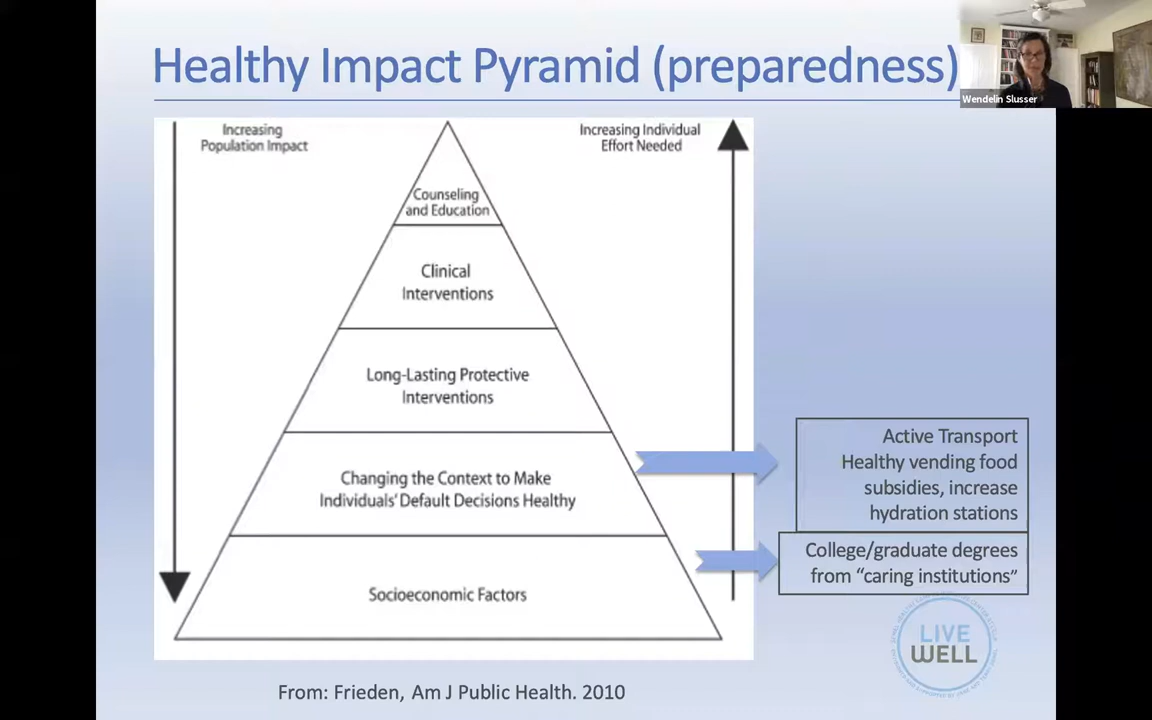 Healthy Impact Pyramid (preparedness)
Wendelin Slusser
Increasing
Population Impact
Increasing Individual
Effort Needed
Counseling
and Education
Clinical
Interventions
Long-Lasting Protective
Interventions
Changing the Context to Make
Individuals' Default Decisions Healthy
Socioeconomic Factors
Active Transport
Healthy vending food
subsidies, increase
hydration stations
College/graduate degrees
from “caring institutions”
LIVE
WELL
From: Frieden, Am J Public Health. 2010